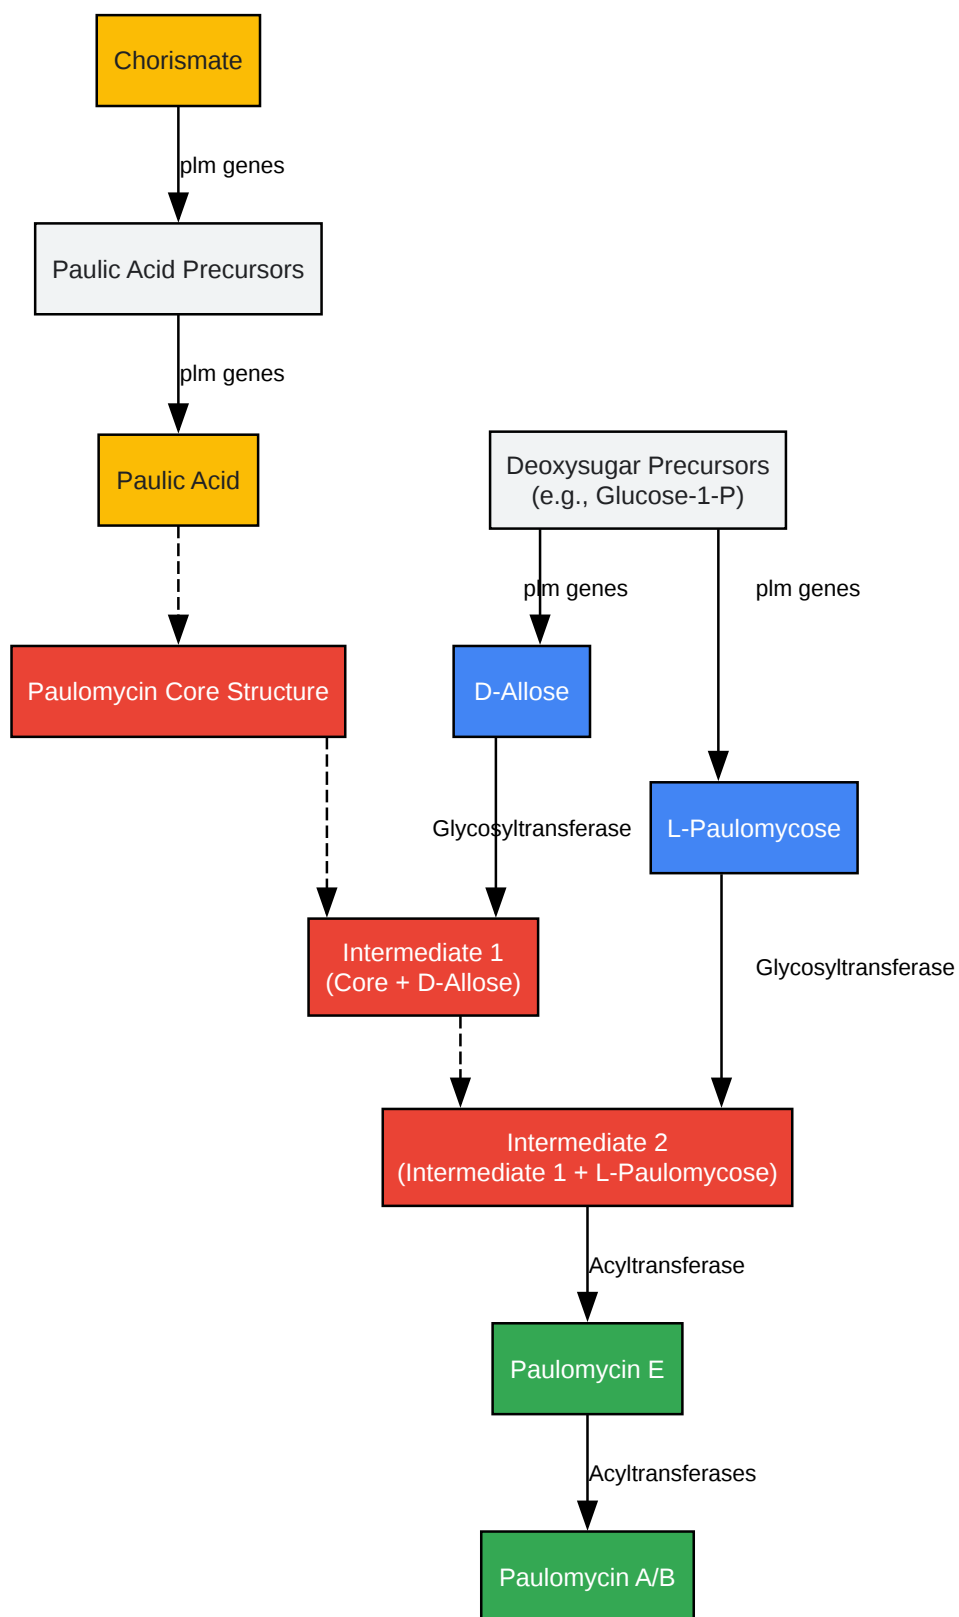 Chorismate
plm genes
Paulic Acid Precursors
plm genes
Paulic Acid
Deoxysugar Precursors
(e.g., Glucose-1-P)
plm genes
plm genes
Paulomycin Core Structure
D-Allose
Glycosyltransferase
L-Paulomycose
Intermediate 1
(Core + D-Allose)
Glycosyltransferase
Intermediate 2
(Intermediate 1 + L-Paulomycose)
Acyltransferase
Paulomycin E
Acyltransferases
Paulomycin A/B